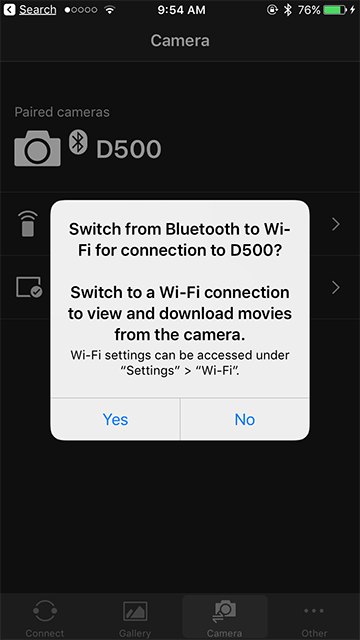 Search 9:54 AM 76%
Camera
Paired cameras
D500
Switch from Bluetooth to Wi-
Fi for connection to D500?
Switch to a Wi-Fi connection
to view and download movies
from the camera.
Wi-Fi settings can be accessed under
“Settings” > “Wi-Fi”.
Yes No
Connect Gallery Camera Other